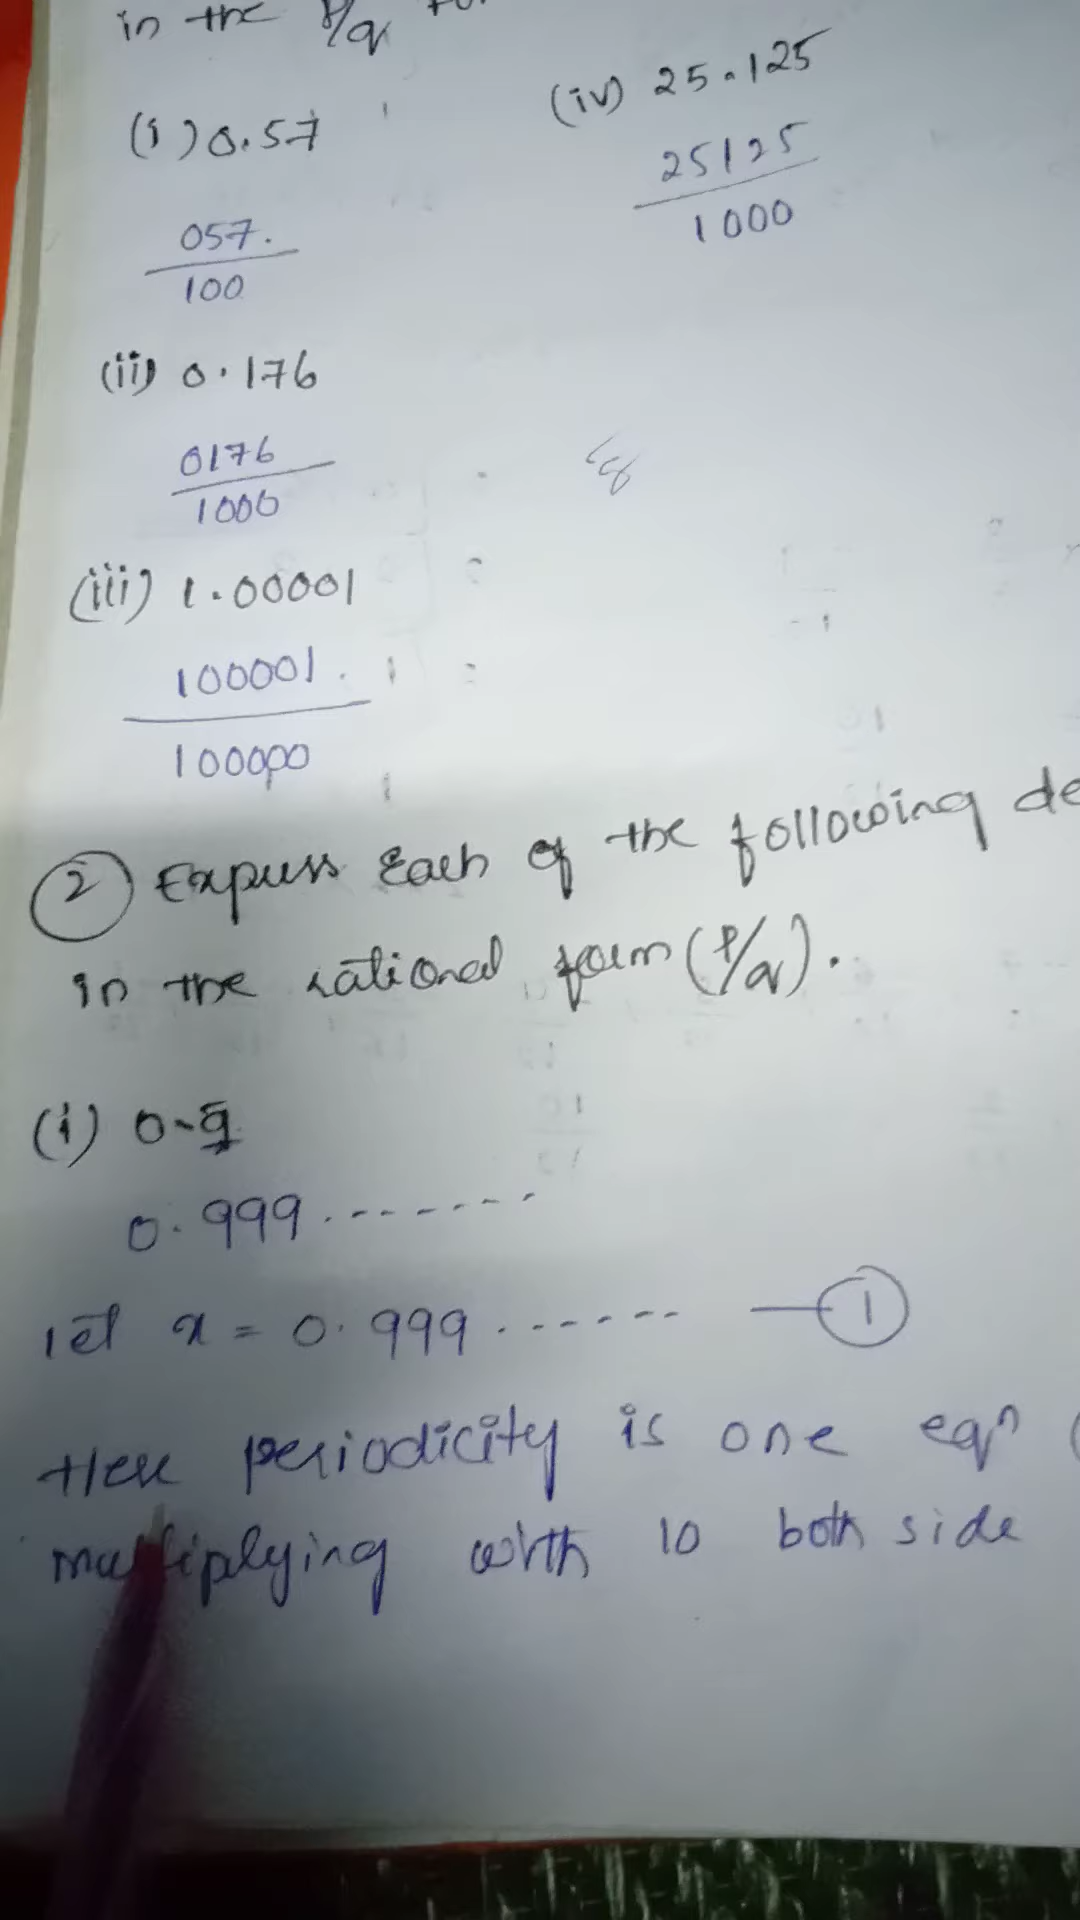 in the P/q
(i) 0.57
057.
100
(ii) 0.176
0176
1000
(iii) 1.00001
100001.
100000
(iv) 25.125
25125
1000
(2) Express Each of the following de
in the rational form (P/q).
(i) 0.9̅
0.999.......
let x = 0.999....... — (1)
Here periodicity is one eqn (
multiplying with 10 both side